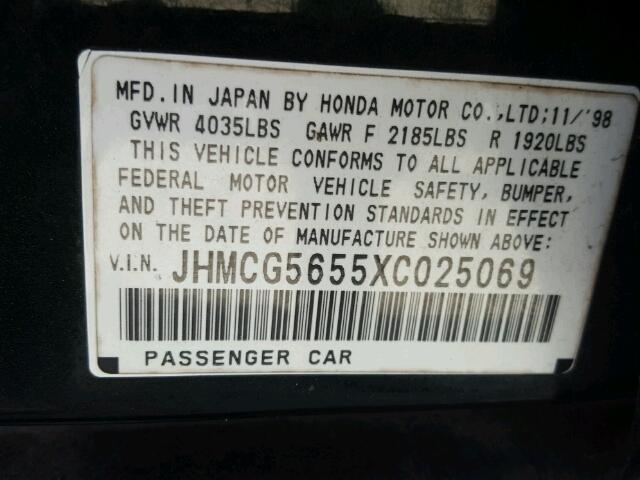 MFD. IN JAPAN BY HONDA MOTOR CO.,LTD;11/'98
GVWR 4035LBS GAWR F 2185LBS R 1920LBS
THIS VEHICLE CONFORMS TO ALL APPLICABLE
FEDERAL MOTOR VEHICLE SAFETY, BUMPER,
AND THEFT PREVENTION STANDARDS IN EFFECT
ON THE DATE OF MANUFACTURE SHOWN ABOVE:
V.I.N. JHMCG5655XC025069
PASSENGER CAR